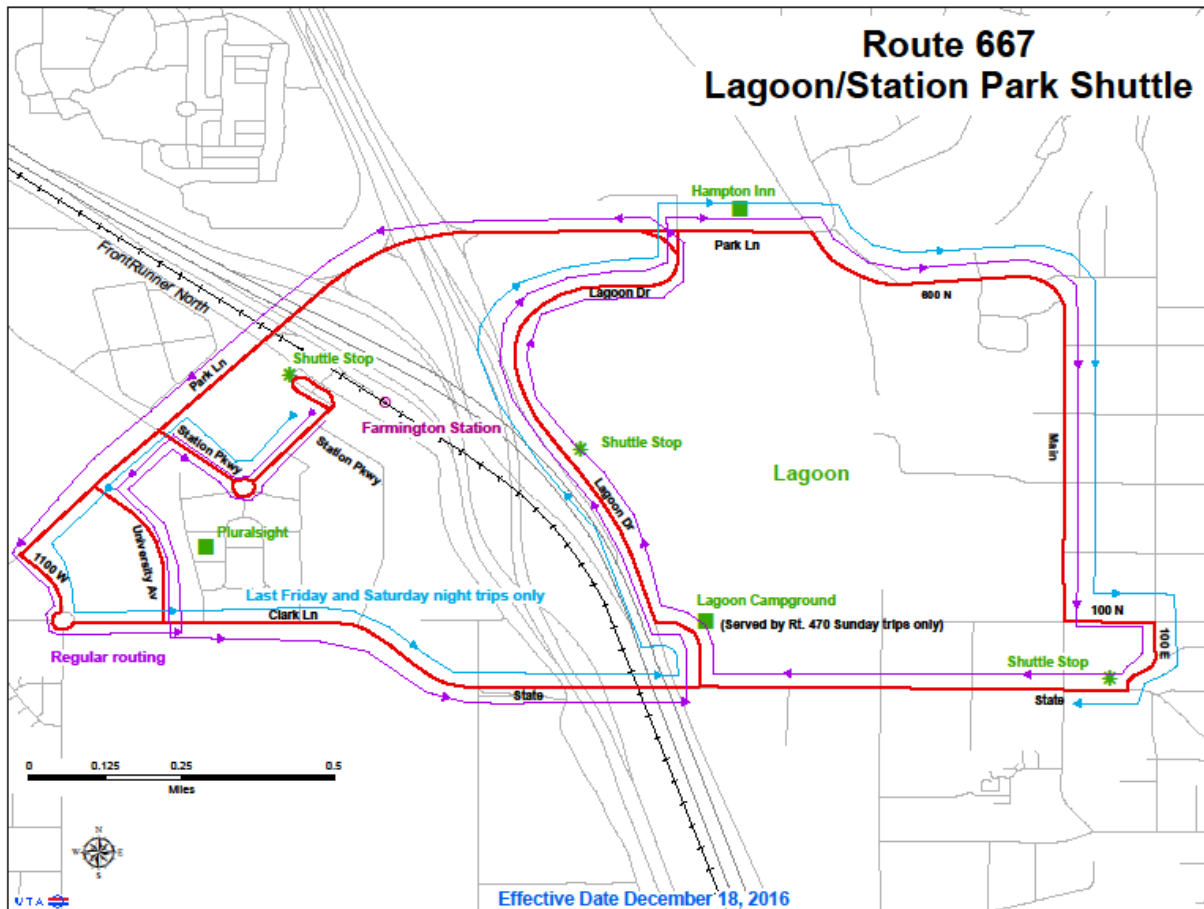 Route 667
Lagoon/Station Park Shuttle
Hampton Inn
Park Ln
FrontRunner North
Lagoon Dr
600 N
Shuttle Stop
Park Ln
Farmington Station
Station Pkwy
Station Pkwy
Shuttle Stop
Main
Lagoon
Lagoon Dr
Pluralsight
University Av
1100 W
Last Friday and Saturday night trips only
Clark Ln
Lagoon Campground
(Served by Rt. 470 Sunday trips only)
100 N
100 E
Regular routing
Shuttle Stop
State
State
0 0.125 0.25 0.5
Miles
N
W E
S
UTA
Effective Date December 18, 2016